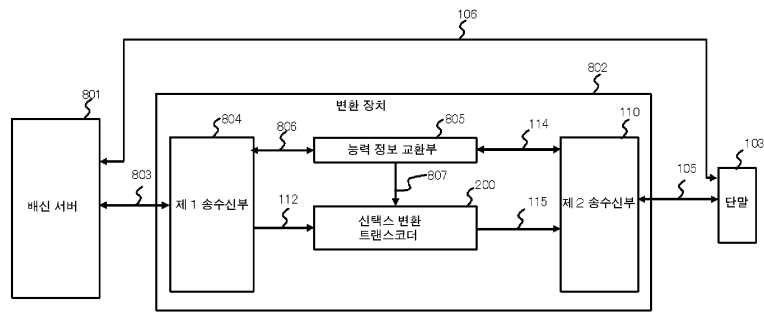 106
802
801
변환 장치
804
805
110
806
114
103
능력 정보 교환부
803
807
105
112
200
115
배신 서버
제 1 송수신부
신택스 변환
트랜스코더
제 2 송수신부
단말